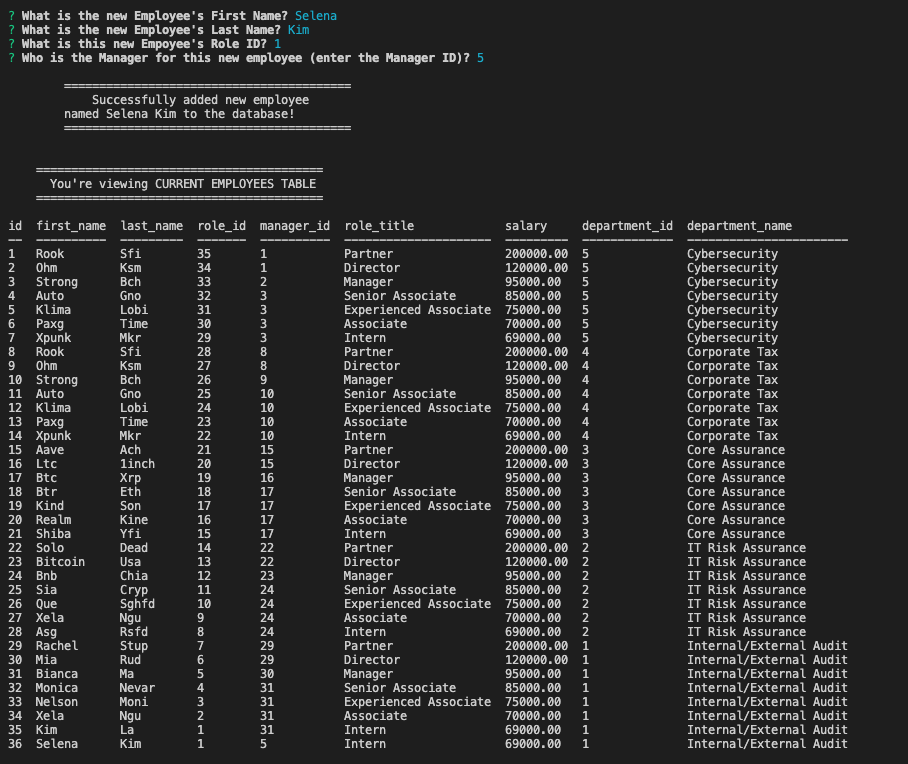 ? What is the new Employee's First Name? Selena
? What is the new Employee's Last Name? Kim
? What is this new Empoyee's Role ID? 1
? Who is the Manager for this new employee (enter the Manager ID)? 5
Successfully added new employee
named Selena Kim to the database!
You're viewing CURRENT EMPLOYEES TABLE
id first_name last_name role_id manager_id role_title salary department_id department_name
1 Rook Sfi 35 1 Partner 200000.00 5 Cybersecurity
2 Ohm Ksm 34 1 Director 120000.00 5 Cybersecurity
3 Strong Bch 33 2 Manager 95000.00 5 Cybersecurity
4 Auto Gno 32 3 Senior Associate 85000.00 5 Cybersecurity
5 Klima Lobi 31 3 Experienced Associate 75000.00 5 Cybersecurity
6 Paxg Time 30 3 Associate 70000.00 5 Cybersecurity
7 Xpunk Mkr 29 3 Intern 69000.00 5 Cybersecurity
8 Rook Sfi 28 8 Partner 200000.00 4 Corporate Tax
9 Ohm Ksm 27 8 Director 120000.00 4 Corporate Tax
10 Strong Bch 26 9 Manager 95000.00 4 Corporate Tax
11 Auto Gno 25 10 Senior Associate 85000.00 4 Corporate Tax
12 Klima Lobi 24 10 Experienced Associate 75000.00 4 Corporate Tax
13 Paxg Time 23 10 Associate 70000.00 4 Corporate Tax
14 Xpunk Mkr 22 10 Intern 69000.00 4 Corporate Tax
15 Aave Ach 21 15 Partner 200000.00 3 Core Assurance
16 Ltc 1inch 20 15 Director 120000.00 3 Core Assurance
17 Btc Xrp 19 16 Manager 95000.00 3 Core Assurance
18 Btr Eth 18 17 Senior Associate 85000.00 3 Core Assurance
19 Kind Son 17 17 Experienced Associate 75000.00 3 Core Assurance
20 Realm Kine 16 17 Associate 70000.00 3 Core Assurance
21 Shiba Yfi 15 17 Intern 69000.00 3 Core Assurance
22 Solo Dead 14 22 Partner 200000.00 2 IT Risk Assurance
23 Bitcoin Usa 13 22 Director 120000.00 2 IT Risk Assurance
24 Bnb Chia 12 23 Manager 95000.00 2 IT Risk Assurance
25 Sia Cryp 11 24 Senior Associate 85000.00 2 IT Risk Assurance
26 Que Sghfd 10 24 Experienced Associate 75000.00 2 IT Risk Assurance
27 Xela Ngu 9 24 Associate 70000.00 2 IT Risk Assurance
28 Asg Rsfd 8 24 Intern 69000.00 2 IT Risk Assurance
29 Rachel Stup 7 29 Partner 200000.00 1 Internal/External Audit
30 Mia Rud 6 29 Director 120000.00 1 Internal/External Audit
31 Bianca Ma 5 30 Manager 95000.00 1 Internal/External Audit
32 Monica Nevar 4 31 Senior Associate 85000.00 1 Internal/External Audit
33 Nelson Moni 3 31 Experienced Associate 75000.00 1 Internal/External Audit
34 Xela Ngu 2 31 Associate 70000.00 1 Internal/External Audit
35 Kim La 1 31 Intern 69000.00 1 Internal/External Audit
36 Selena Kim 1 5 Intern 69000.00 1 Internal/External Audit